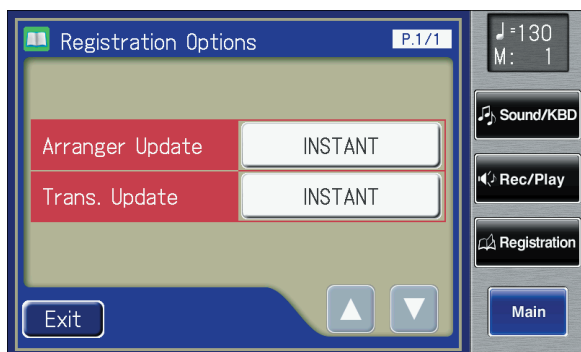 Registration Options
P.1/1
Arranger Update
INSTANT
Trans. Update
INSTANT
Exit
♩=130
M: 1
Sound/KBD
Rec/Play
Registration
Main